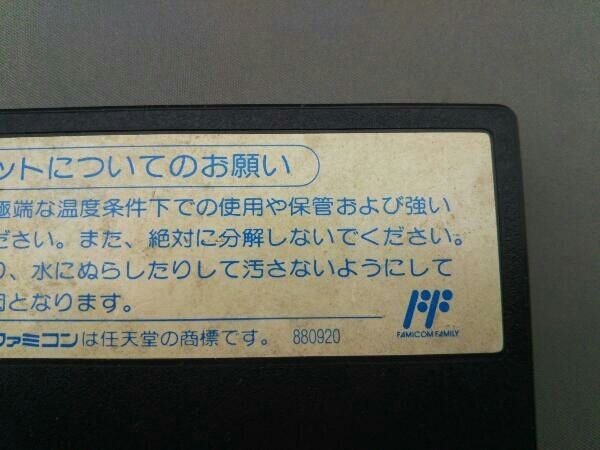 ットについてのお願い
極端な温度条件下での使用や保管および強い
ださい。また、絶対に分解しないでください。
り、水にぬらしたりして汚さないようにして
因となります。
ファミコンは任天堂の商標です。 880920
FAMICOM FAMILY